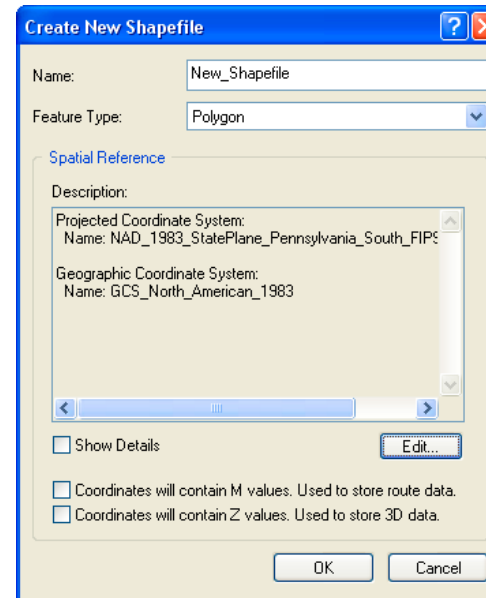 Create New Shapefile
Name: New_Shapefile
Feature Type: Polygon
Spatial Reference
Description:
Projected Coordinate System:
Name: NAD_1983_StatePlane_Pennsylvania_South_FIPS
Geographic Coordinate System:
Name: GCS_North_American_1983
Show Details
Edit...
Coordinates will contain M values. Used to store route data.
Coordinates will contain Z values. Used to store 3D data.
OK Cancel